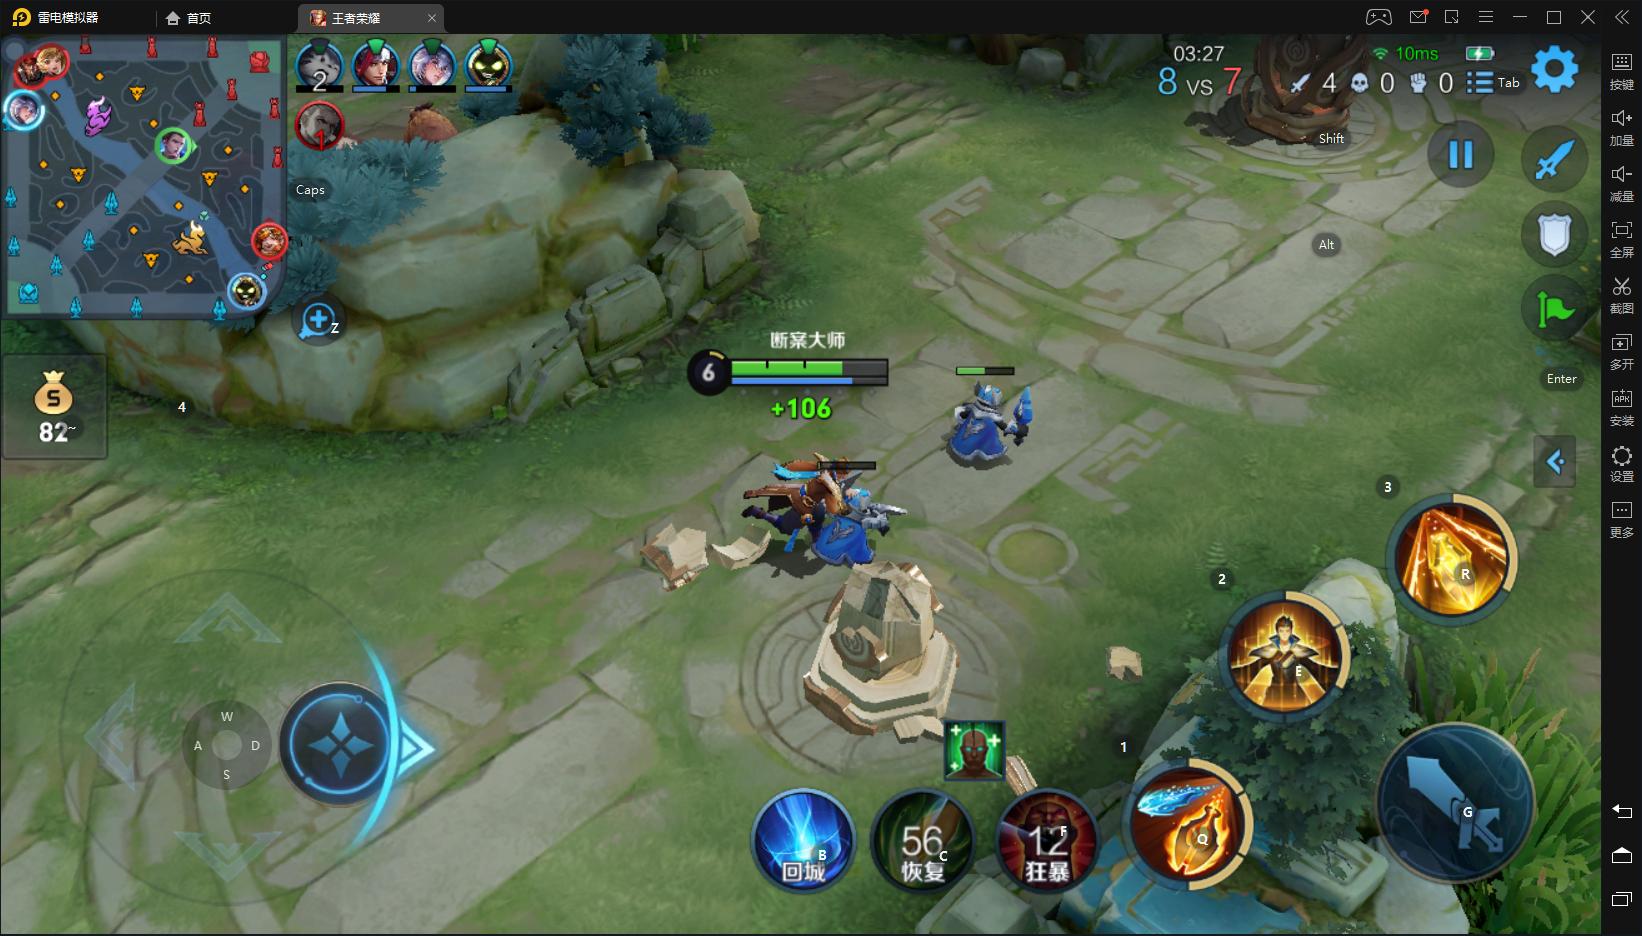 雷电模拟器
首页
王者荣耀
2
1
03:27
8 VS 7
10ms
4 0 0
Tab
Shift
Caps
Alt
Z
Enter
82~
4
断案大师
6
+106
3
R
2
E
W
A D
S
1
Q
G
B
回城
56
C
恢复
12
F
狂暴
S
按键
加量
减量
全屏
截图
多开
APK
安装
设置
更多